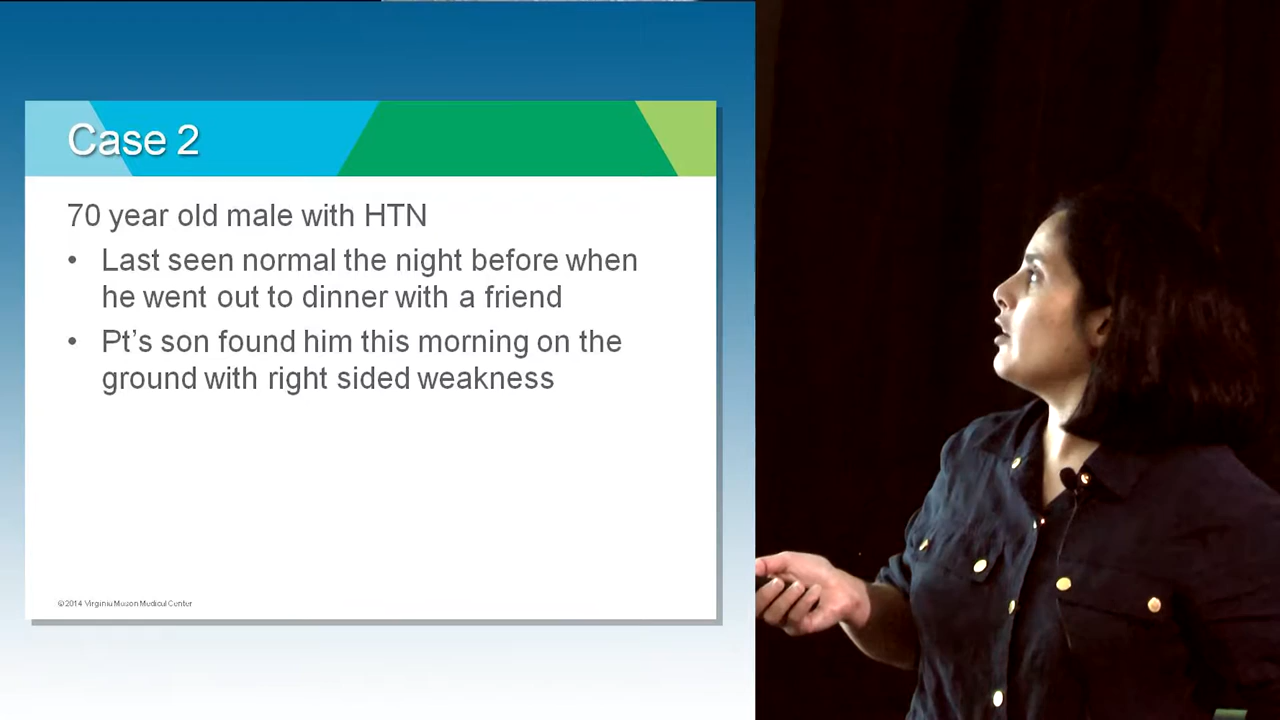 Case 2
70 year old male with HTN
• Last seen normal the night before when
he went out to dinner with a friend
• Pt's son found him this morning on the
ground with right sided weakness
© 2014 Virginia Mason Medical Center